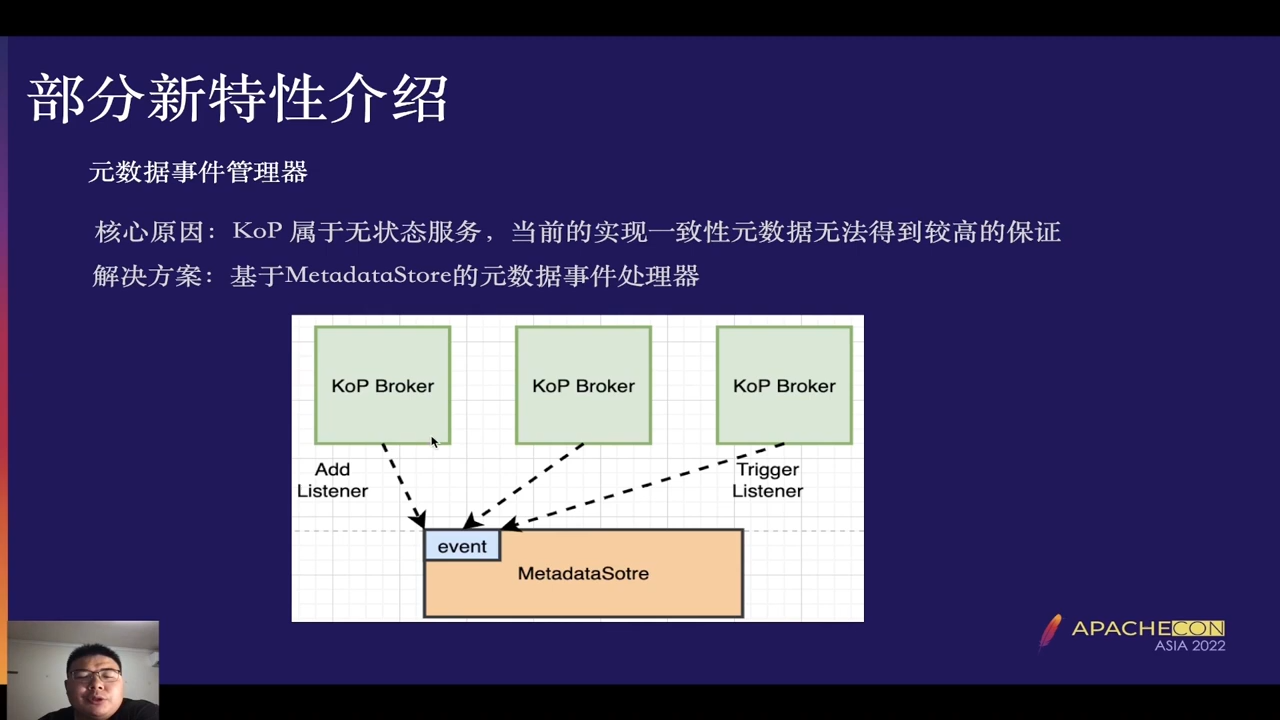 部分新特性介绍
元数据事件管理器
核心原因：KoP 属于无状态服务，当前的实现一致性元数据无法得到较高的保证
解决方案：基于MetadataStore的元数据事件处理器
KoP Broker
KoP Broker
KoP Broker
Add
Listener
Trigger
Listener
event
MetadataSotre
APACHECON
ASIA 2022